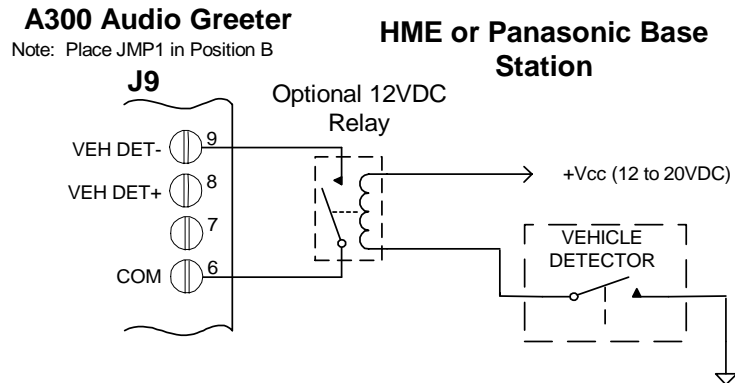 A300 Audio Greeter
Note: Place JMP1 in Position B
HME or Panasonic Base
Station
J9
Optional 12VDC
Relay
VEH DET-
9
VEH DET+
8
7
COM
6
+Vcc (12 to 20VDC)
VEHICLE
DETECTOR